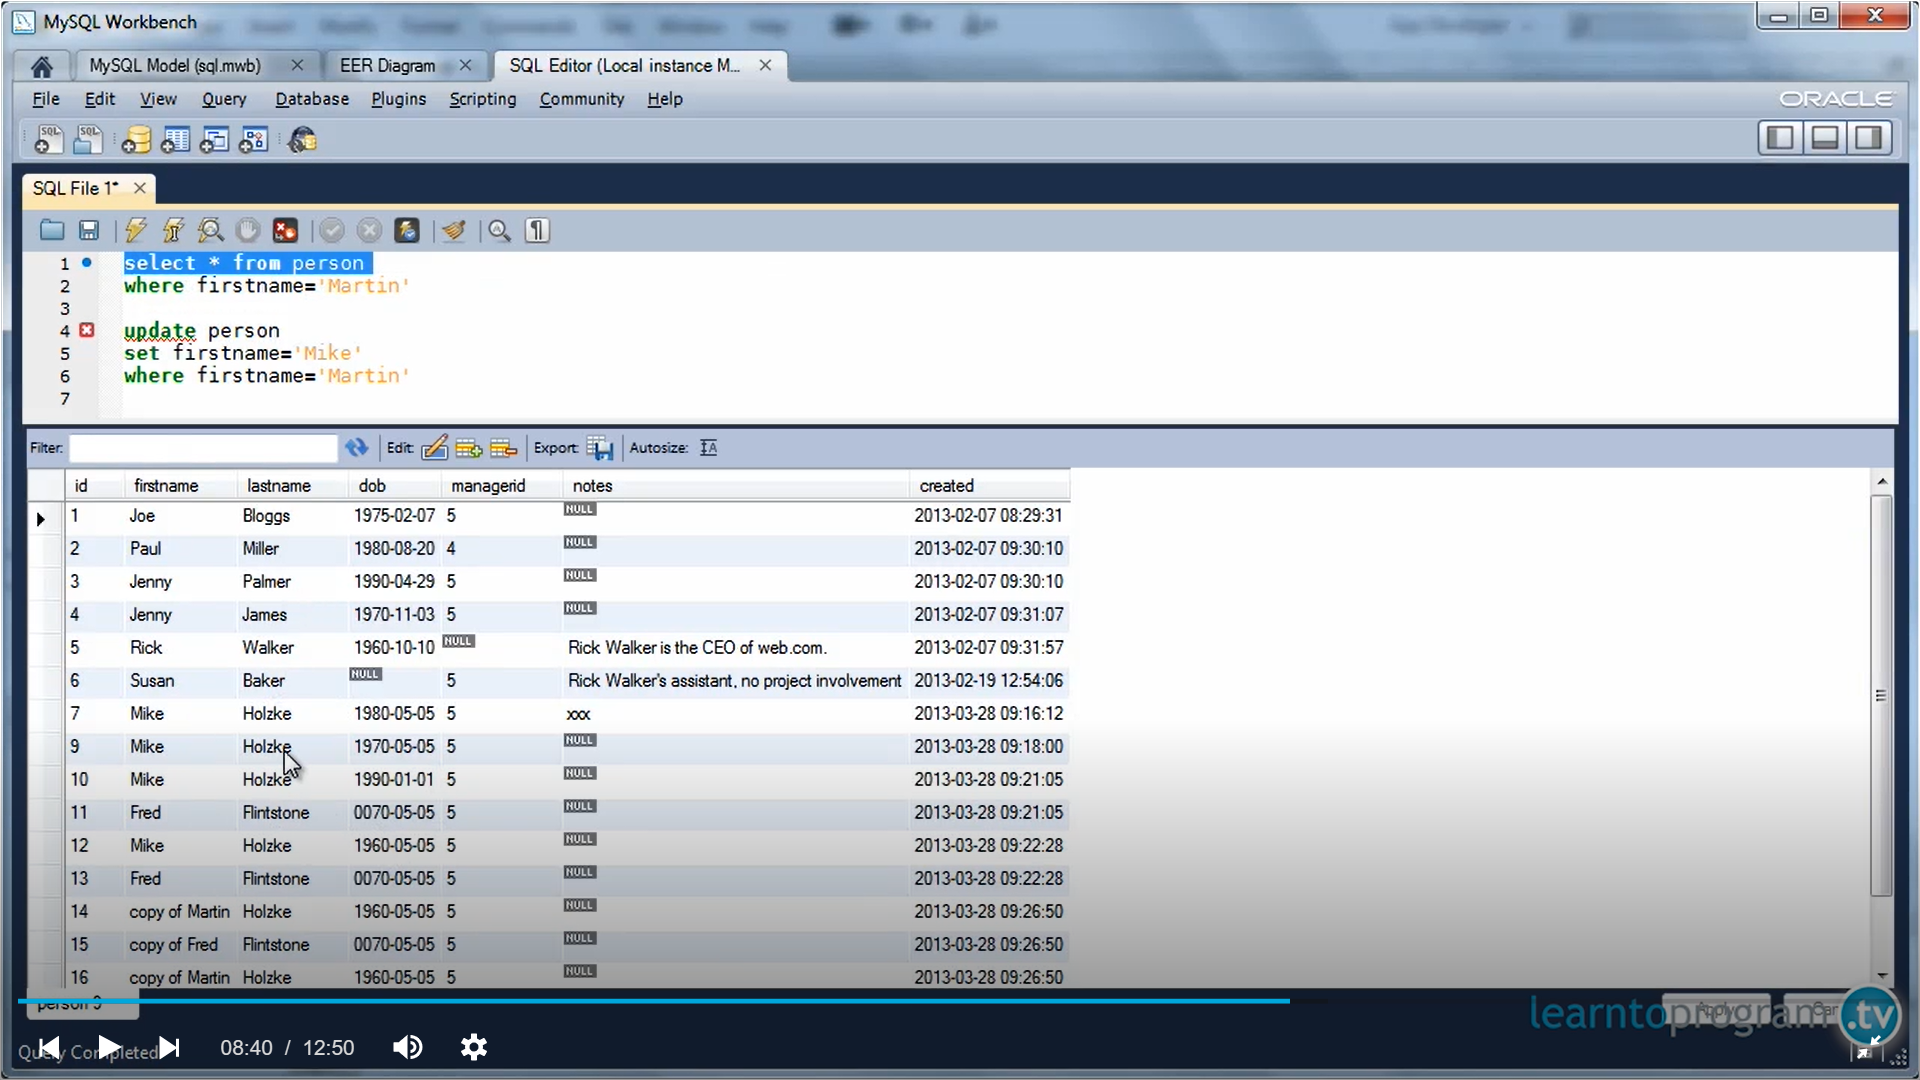 MySQL Workbench
MySQL Model (sql.mwb) EER Diagram SQL Editor (Local instance M...
File Edit View Query Database Plugins Scripting Community Help ORACLE
SQL SQL
SQL File 1*
1 select * from person
2 where firstname='Martin'
3
4 update person
5 set firstname='Mike'
6 where firstname='Martin'
7
Filter: Edit: Export: Autosize:
id firstname lastname dob managerid notes created
1 Joe Bloggs 1975-02-07 5 NULL 2013-02-07 08:29:31
2 Paul Miller 1980-08-20 4 NULL 2013-02-07 09:30:10
3 Jenny Palmer 1990-04-29 5 NULL 2013-02-07 09:30:10
4 Jenny James 1970-11-03 5 NULL 2013-02-07 09:31:07
5 Rick Walker 1960-10-10 NULL Rick Walker is the CEO of web.com. 2013-02-07 09:31:57
6 Susan Baker NULL 5 Rick Walker's assistant, no project involvement 2013-02-19 12:54:06
7 Mike Holzke 1980-05-05 5 xxx 2013-03-28 09:16:12
9 Mike Holzke 1970-05-05 5 NULL 2013-03-28 09:18:00
10 Mike Holzke 1990-01-01 5 NULL 2013-03-28 09:21:05
11 Fred Flintstone 0070-05-05 5 NULL 2013-03-28 09:21:05
12 Mike Holzke 1960-05-05 5 NULL 2013-03-28 09:22:28
13 Fred Flintstone 0070-05-05 5 NULL 2013-03-28 09:22:28
14 copy of Martin Holzke 1960-05-05 5 NULL 2013-03-28 09:26:50
15 copy of Fred Flintstone 0070-05-05 5 NULL 2013-03-28 09:26:50
16 copy of Martin Holzke 1960-05-05 5 NULL 2013-03-28 09:26:50
person 9
Apply
learntoprogram.tv
Query Completed 08:40 / 12:50